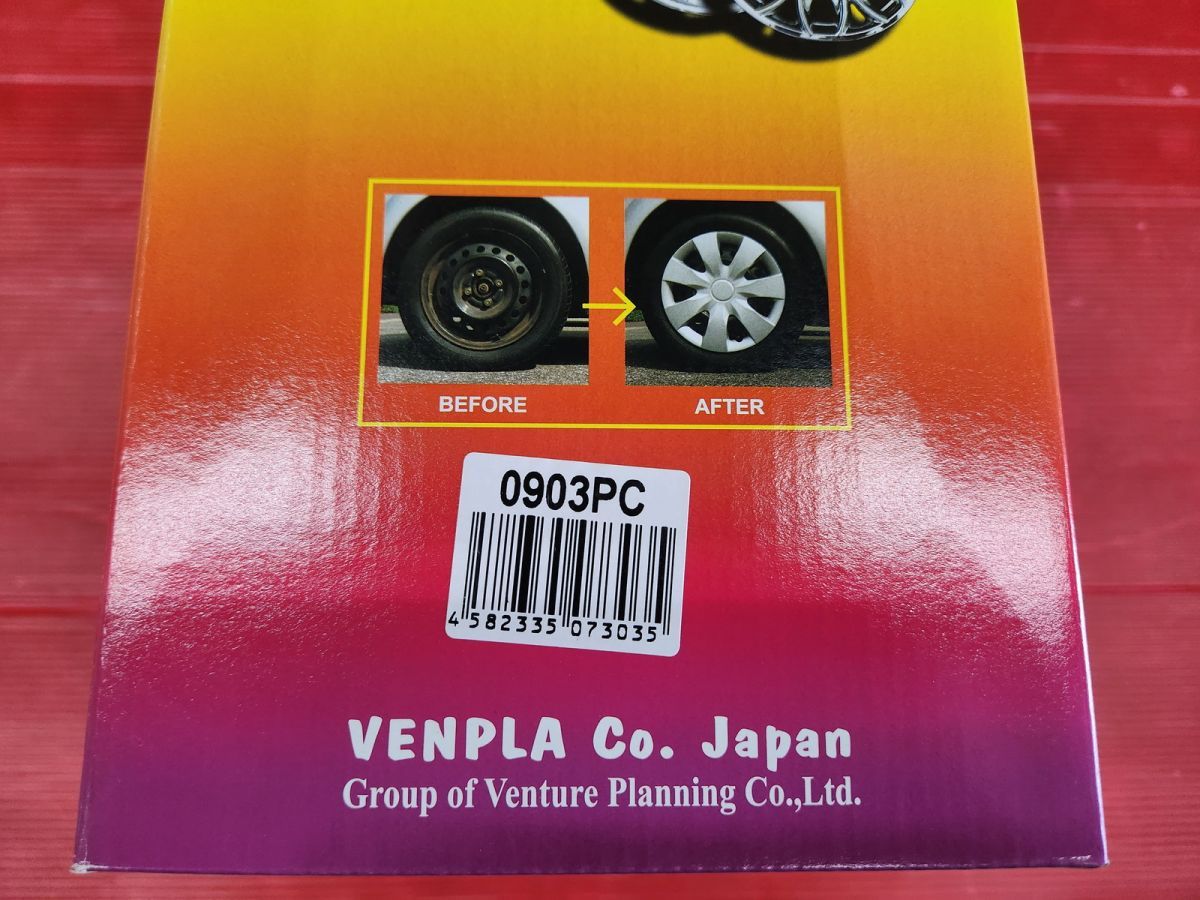 BEFORE
AFTER
0903PC
4 582335 073035
VENPLA Co. Japan
Group of Venture Planning Co.,Ltd.